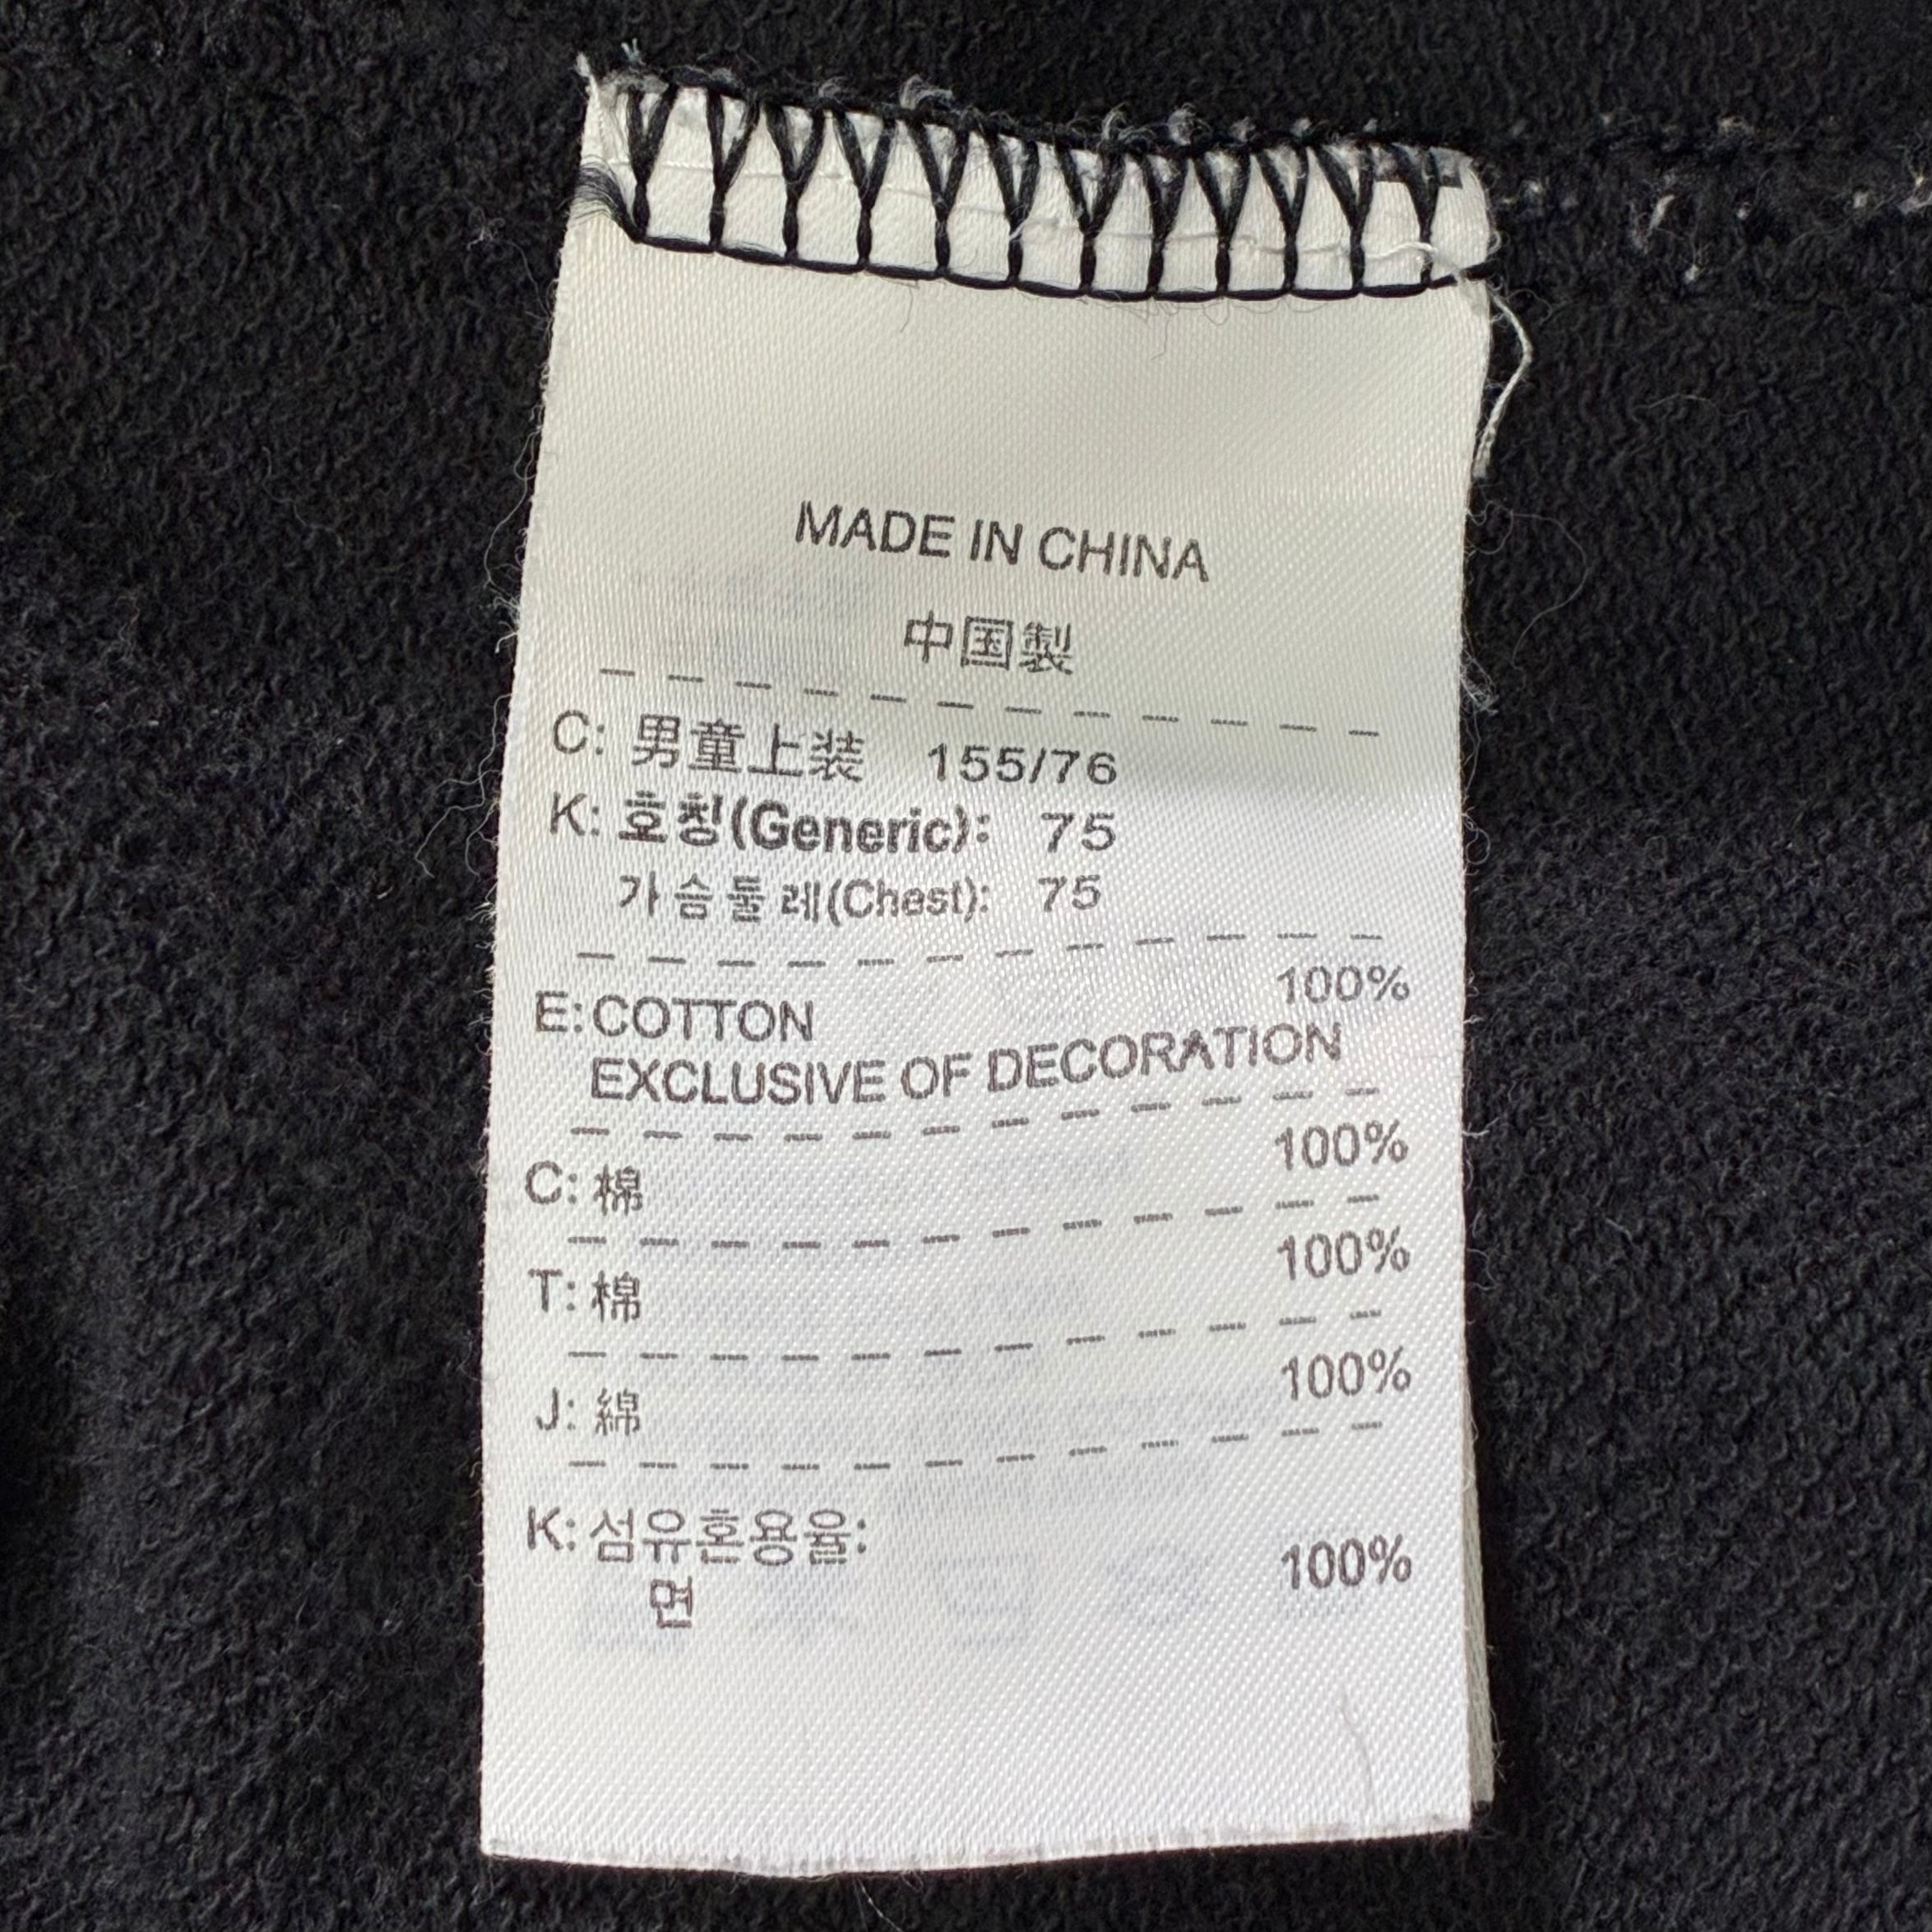 MADE IN CHINA
中国製
C: 男童上装 155/76
K: 호칭(Generic): 75
가슴둘레(Chest): 75
E: COTTON 100%
EXCLUSIVE OF DECORATION
C: 棉 100%
T: 棉 100%
J: 綿 100%
K: 섬유혼용율:
면 100%